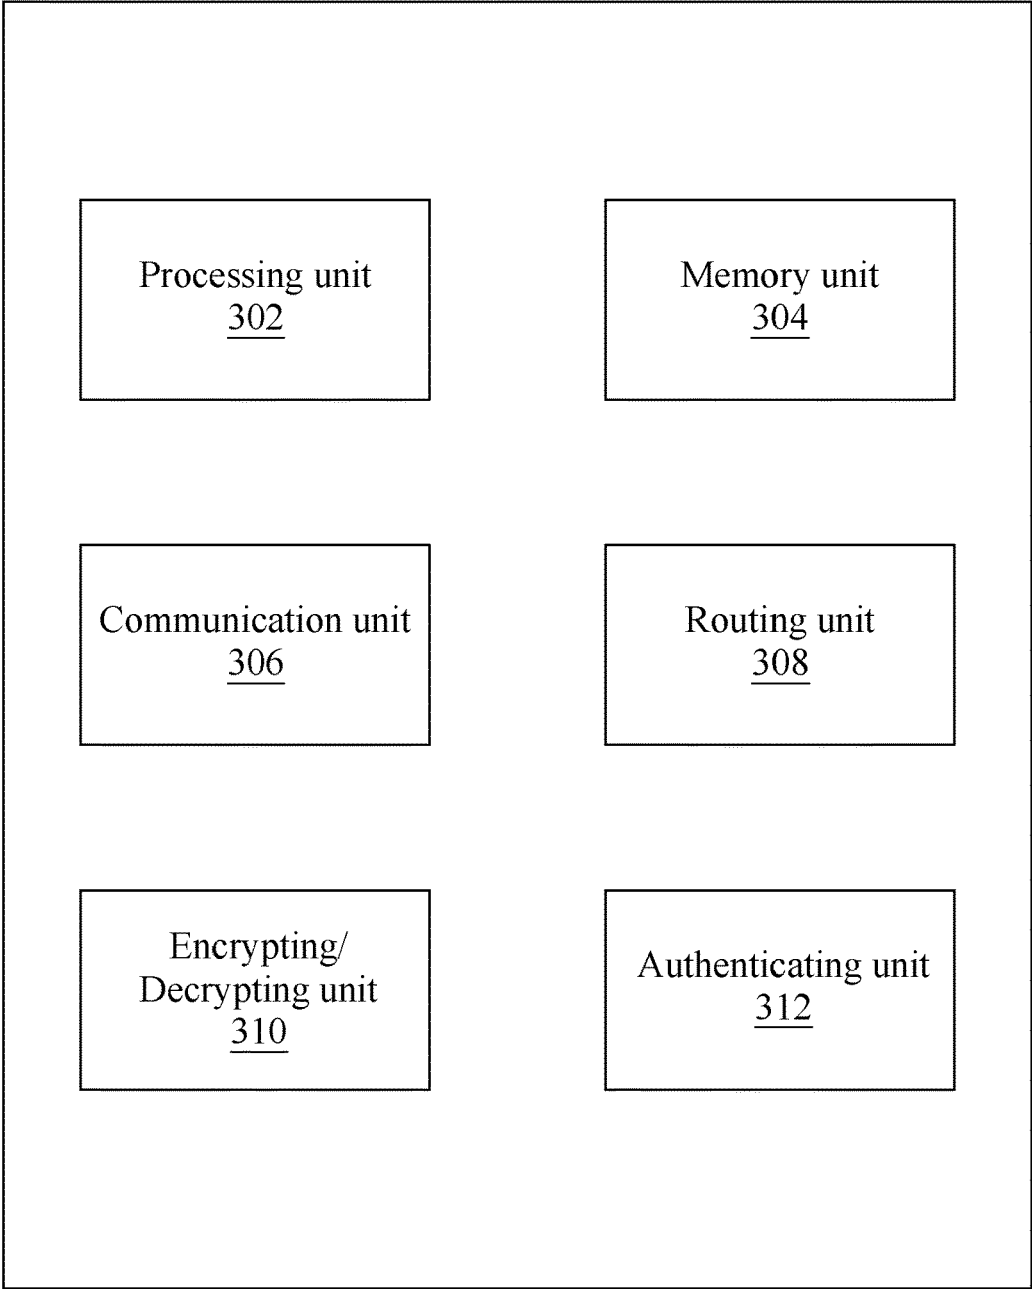 Processing unit
302
Memory unit
304
Communication unit
306
Routing unit
308
Encrypting/
Decrypting unit
310
Authenticating unit
312